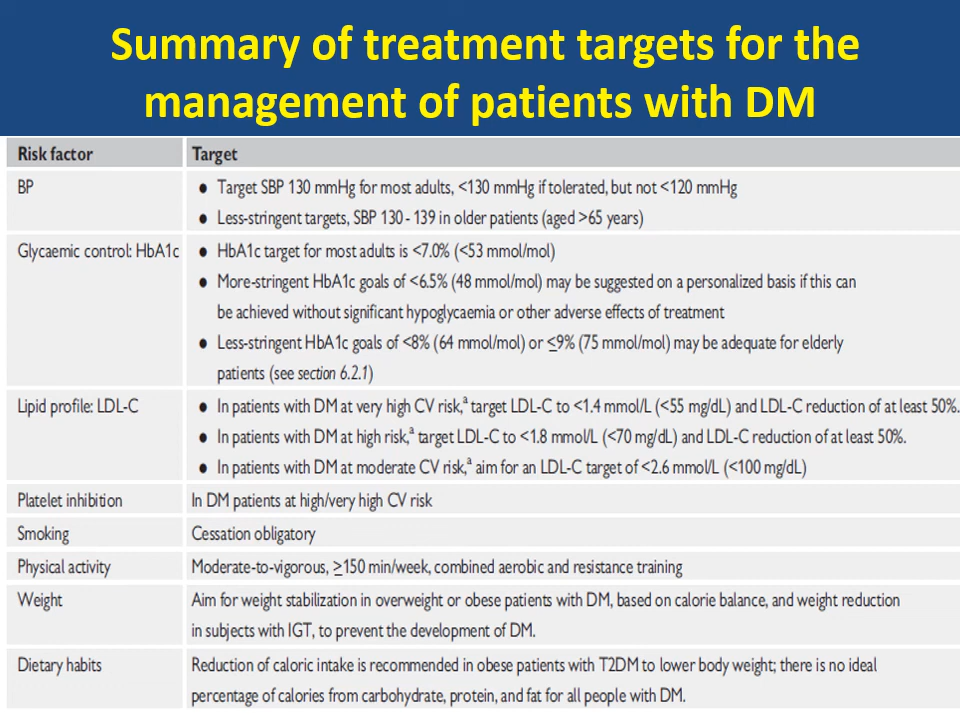 Summary of treatment targets for the
management of patients with DM
Risk factor Target
BP ● Target SBP 130 mmHg for most adults, <130 mmHg if tolerated, but not <120 mmHg
● Less-stringent targets, SBP 130 - 139 in older patients (aged >65 years)
Glycaemic control: HbA1c ● HbA1c target for most adults is <7.0% (<53 mmol/mol)
● More-stringent HbA1c goals of <6.5% (48 mmol/mol) may be suggested on a personalized basis if this can
be achieved without significant hypoglycaemia or other adverse effects of treatment
● Less-stringent HbA1c goals of <8% (64 mmol/mol) or ≤9% (75 mmol/mol) may be adequate for elderly
patients (see section 6.2.1)
Lipid profile: LDL-C ● In patients with DM at very high CV risk,ᵃ target LDL-C to <1.4 mmol/L (<55 mg/dL) and LDL-C reduction of at least 50%.
● In patients with DM at high risk,ᵃ target LDL-C to <1.8 mmol/L (<70 mg/dL) and LDL-C reduction of at least 50%.
● In patients with DM at moderate CV risk,ᵃ aim for an LDL-C target of <2.6 mmol/L (<100 mg/dL)
Platelet inhibition In DM patients at high/very high CV risk
Smoking Cessation obligatory
Physical activity Moderate-to-vigorous, ≥150 min/week, combined aerobic and resistance training
Weight Aim for weight stabilization in overweight or obese patients with DM, based on calorie balance, and weight reduction
in subjects with IGT, to prevent the development of DM.
Dietary habits Reduction of caloric intake is recommended in obese patients with T2DM to lower body weight; there is no ideal
percentage of calories from carbohydrate, protein, and fat for all people with DM.